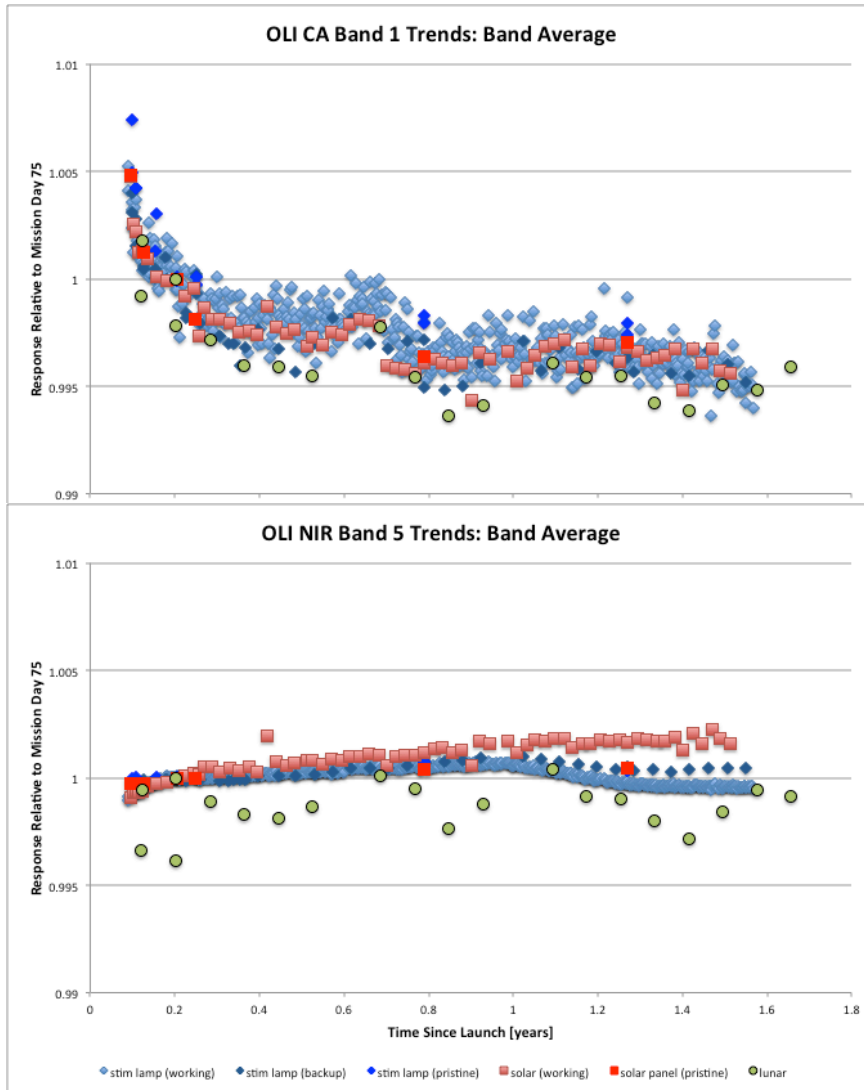 OLI CA Band 1 Trends: Band Average
1.01
1.005
1
0.995
0.99
Response Relative to Mission Day 75
OLI NIR Band 5 Trends: Band Average
1.01
1.005
1
0.995
0.99
Response Relative to Mission Day 75
0 0.2 0.4 0.6 0.8 1 1.2 1.4 1.6 1.8
Time Since Launch [years]
stim lamp (working) stim lamp (backup) stim lamp (pristine) solar (working) solar panel (pristine) lunar